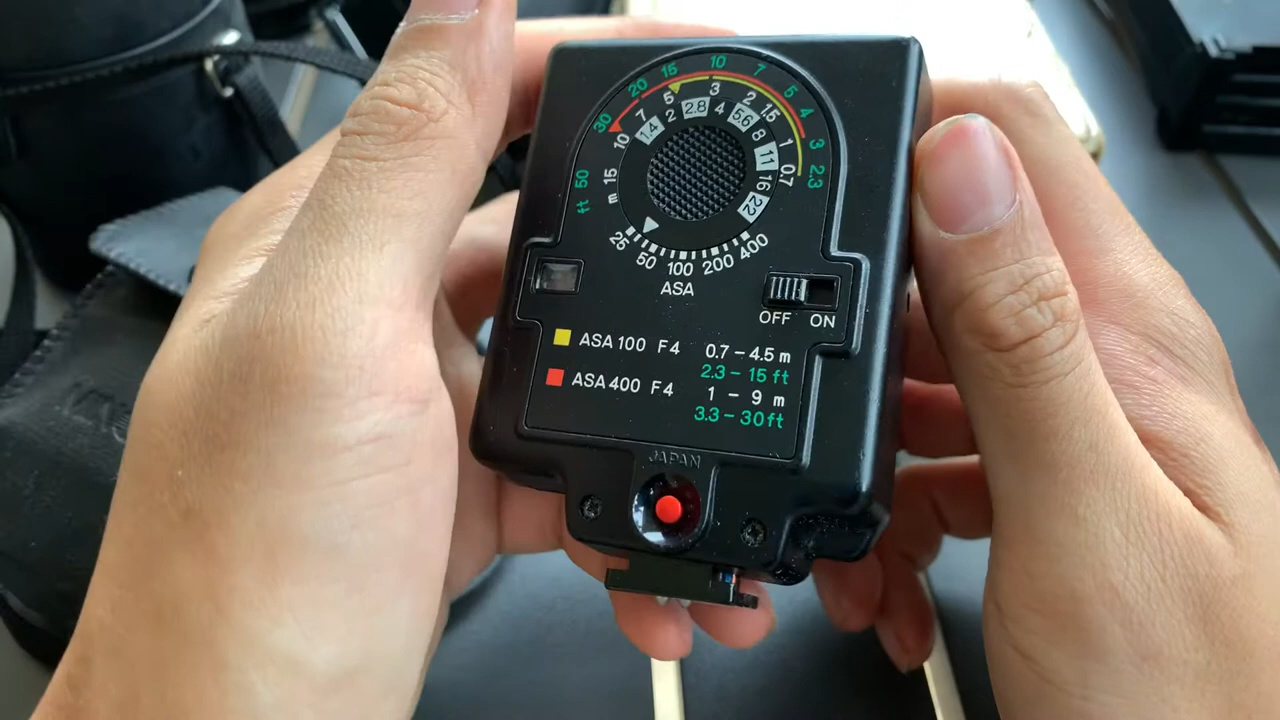 ft 50 30 20 15 10 7 5 4 3 2.3
m 15 10 7 5 3 2 1.5 1 0.7
1.4 2 2.8 4 5.6 8 11 16 22
25 50 100 200 400
ASA
OFF ON
ASA 100 F4 0.7 – 4.5 m
2.3 – 15 ft
ASA 400 F4 1 – 9 m
3.3 – 30 ft
JAPAN